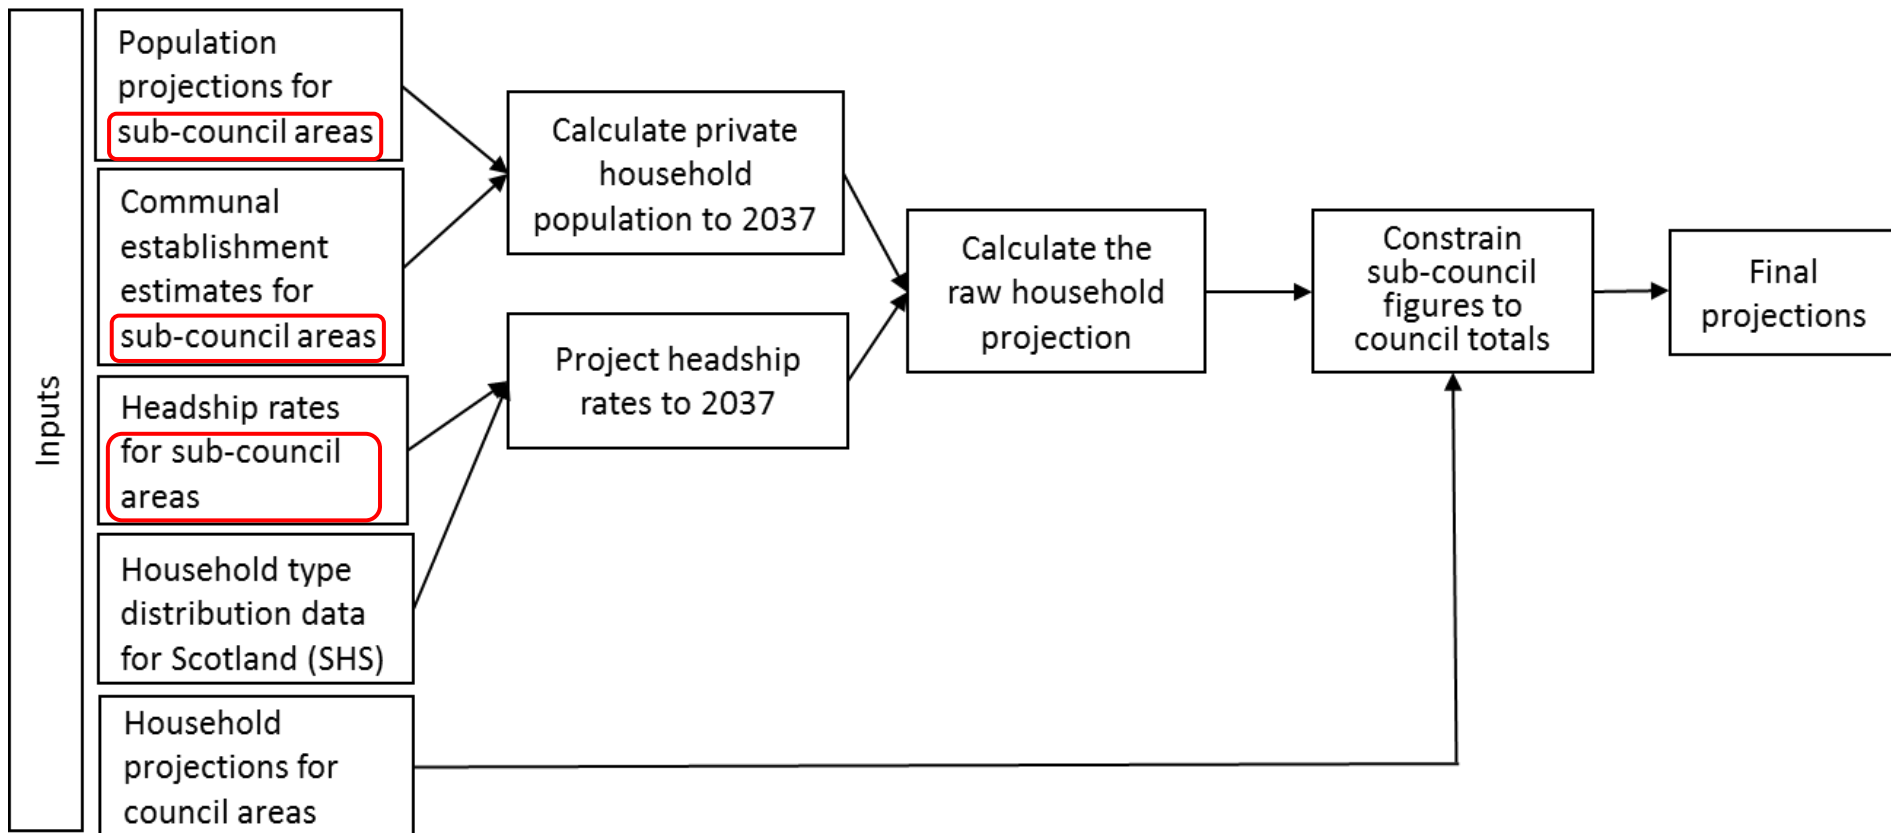 Inputs
Population
projections for
sub-council areas
Communal
establishment
estimates for
sub-council areas
Headship rates
for sub-council
areas
Household type
distribution data
for Scotland (SHS)
Household
projections for
council areas
Calculate private
household
population to 2037
Project headship
rates to 2037
Calculate the
raw household
projection
Constrain
sub-council
figures to
council totals
Final
projections